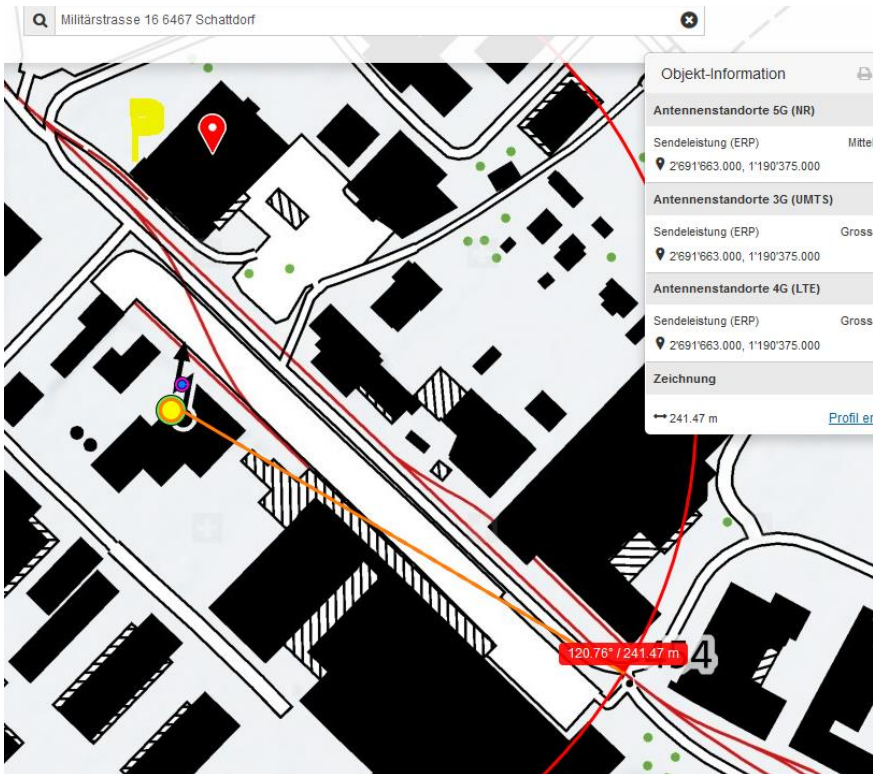 Militärstrasse 16 6467 Schattdorf
Objekt-Information
Antennenstandorte 5G (NR)
Sendeleistung (ERP) Mittel
2'691'663.000, 1'190'375.000
Antennenstandorte 3G (UMTS)
Sendeleistung (ERP) Gross
2'691'663.000, 1'190'375.000
Antennenstandorte 4G (LTE)
Sendeleistung (ERP) Gross
2'691'663.000, 1'190'375.000
Zeichnung
241.47 m Profil er
120.76° / 241.47 m